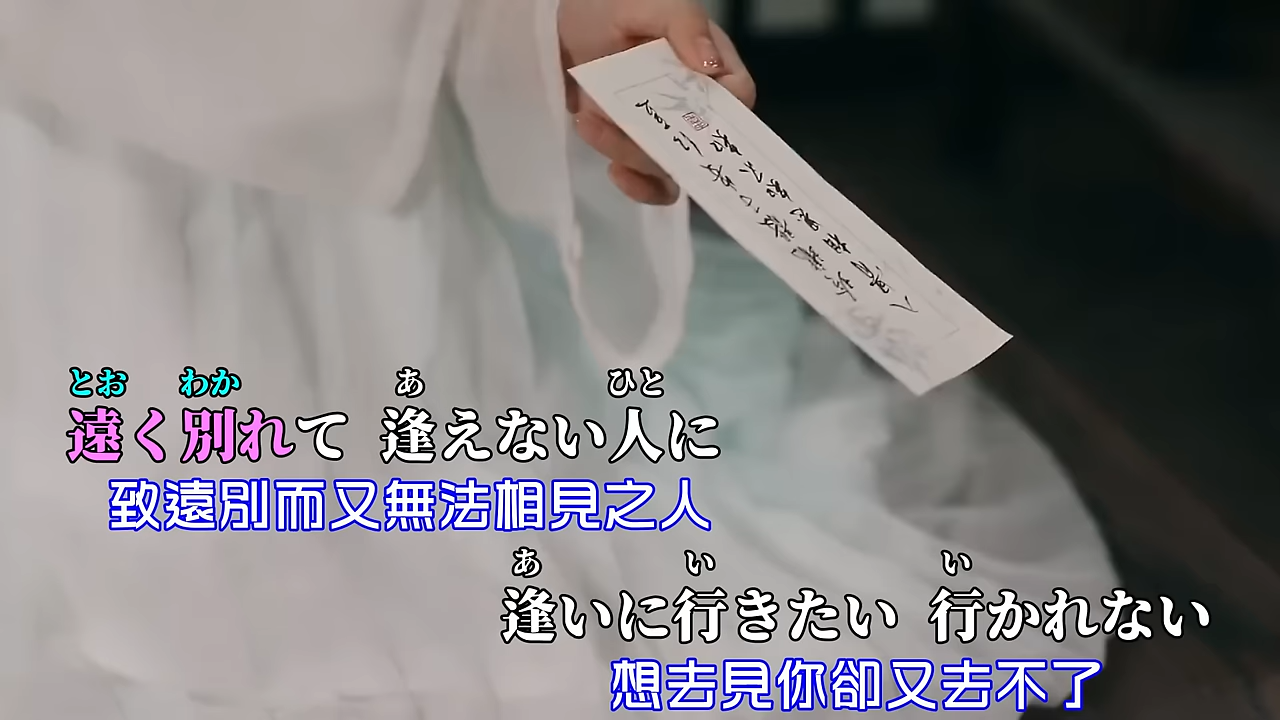 とお わか あ ひと
遠く別れて 逢えない人に
致遠別而又無法相見之人
あ い い
逢いに行きたい 行かれない
想去見你卻又去不了